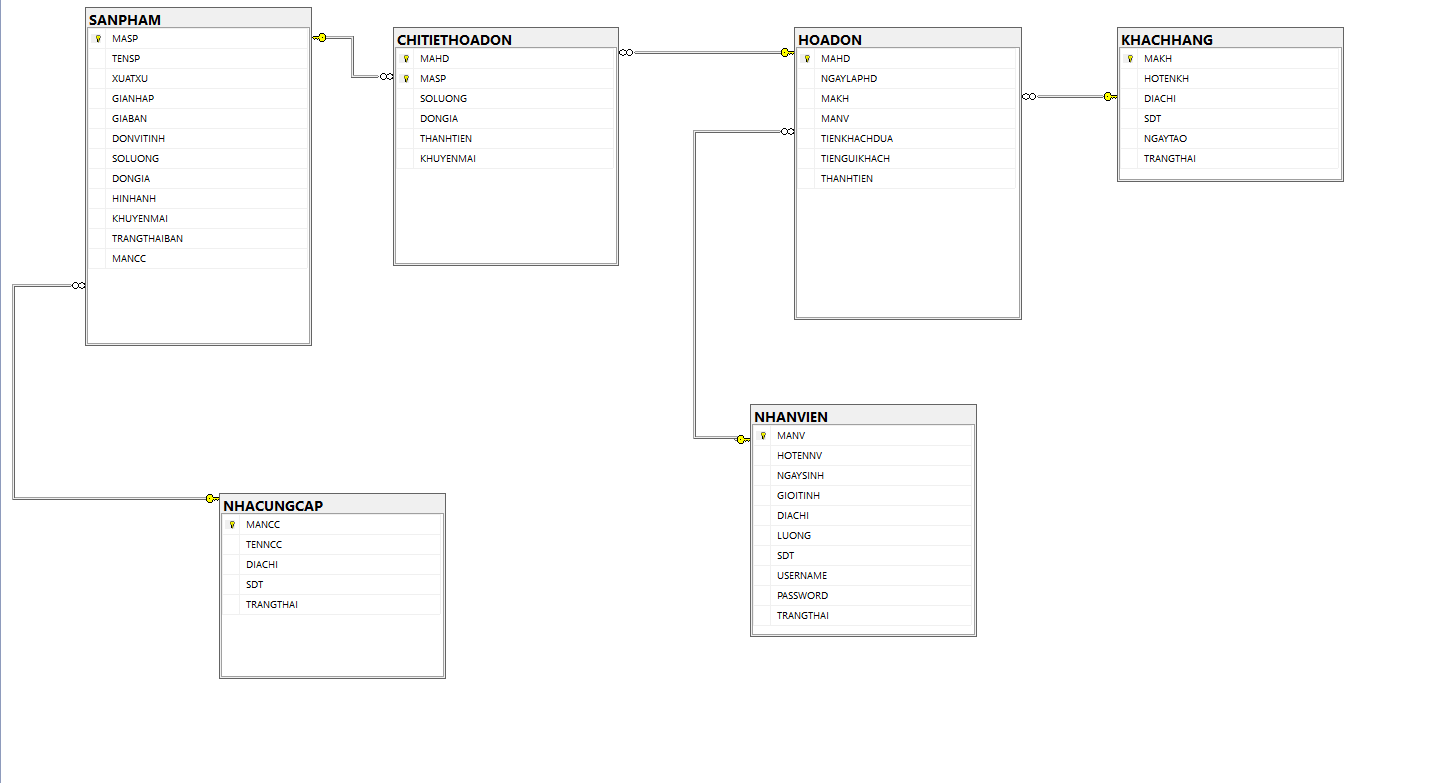 SANPHAM
MASP
TENSP
XUATXU
GIANHAP
GIABAN
DONVITINH
SOLUONG
DONGIA
HINHANH
KHUYENMAI
TRANGTHAIBAN
MANCC
CHITIETHOADON
MAHD
MASP
SOLUONG
DONGIA
THANHTIEN
KHUYENMAI
HOADON
MAHD
NGAYLAPHD
MAKH
MANV
TIENKHACHDUA
TIENGUIKHACH
THANHTIEN
KHACHHANG
MAKH
HOTENKH
DIACHI
SDT
NGAYTAO
TRANGTHAI
NHACUNGCAP
MANCC
TENNCC
DIACHI
SDT
TRANGTHAI
NHANVIEN
MANV
HOTENNV
NGAYSINH
GIOITINH
DIACHI
LUONG
SDT
USERNAME
PASSWORD
TRANGTHAI